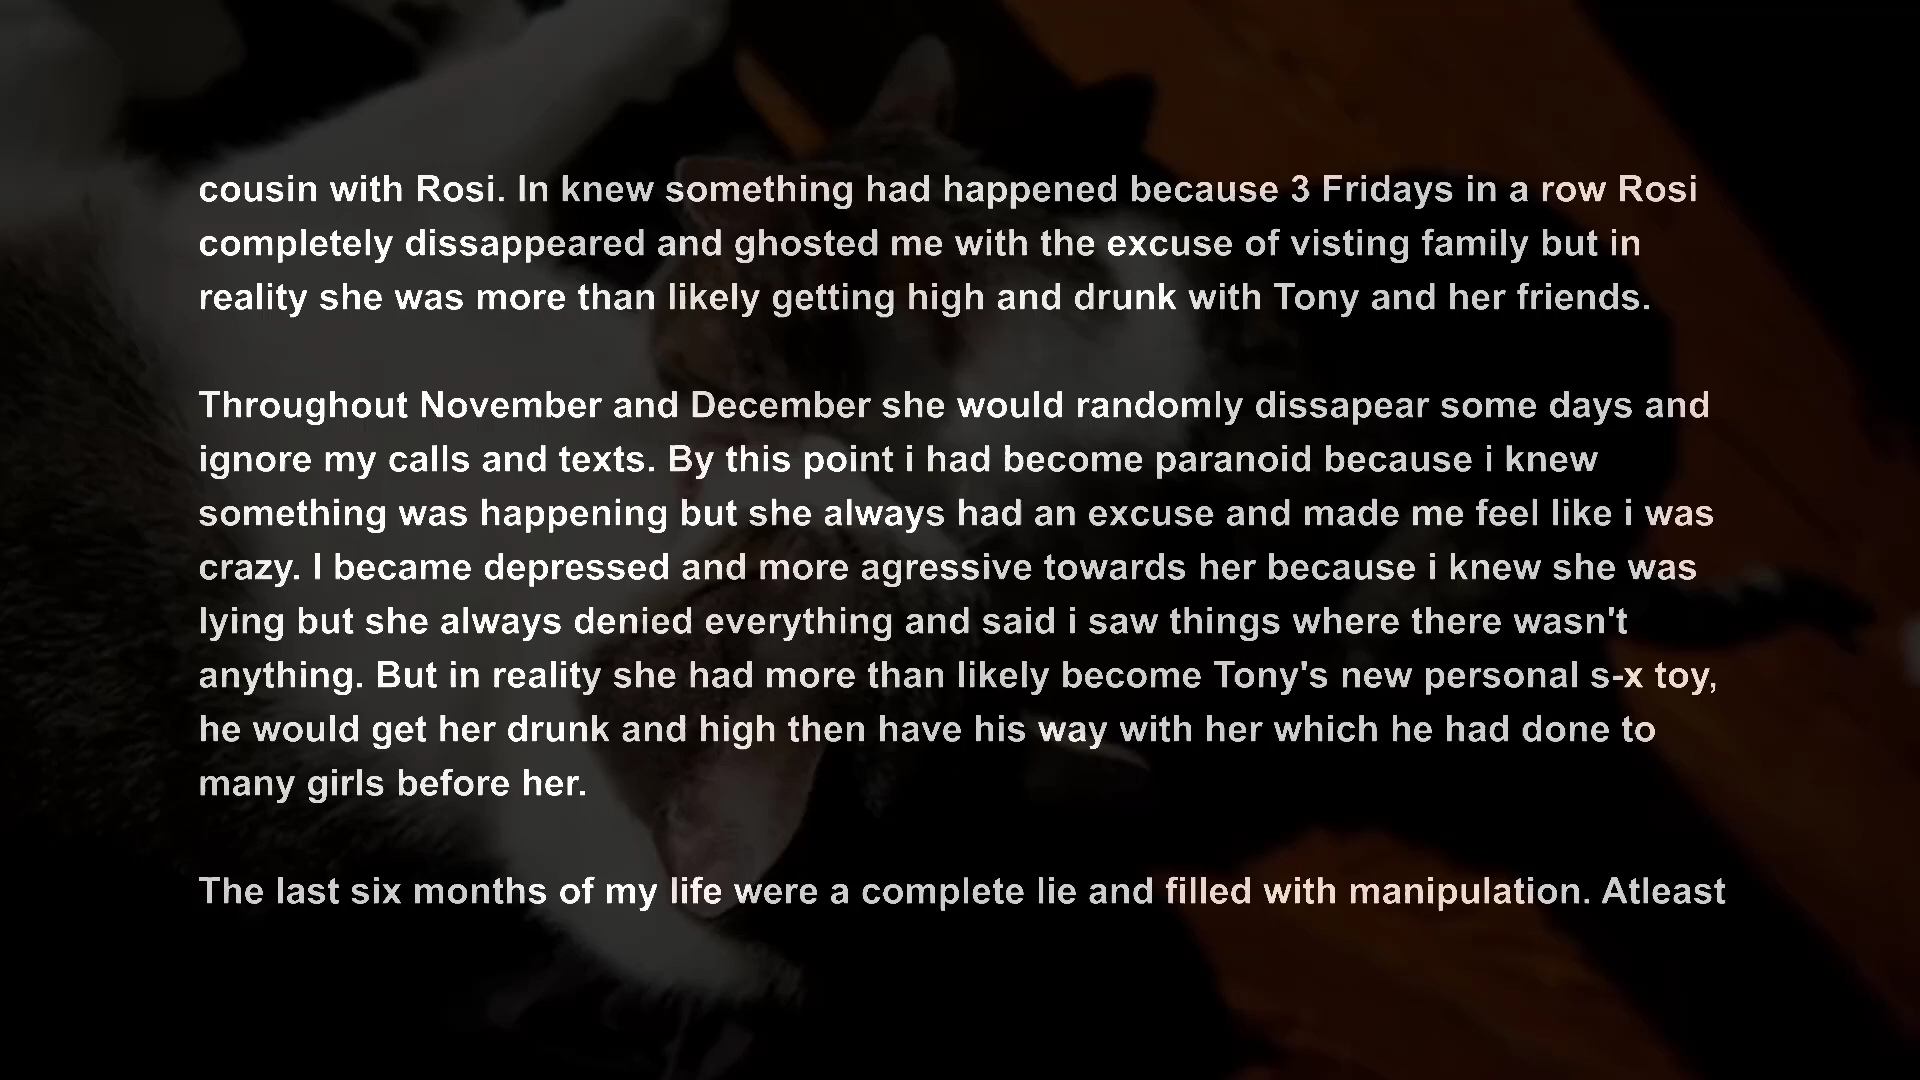 cousin with Rosi. In knew something had happened because 3 Fridays in a row Rosi
completely dissappeared and ghosted me with the excuse of visting family but in
reality she was more than likely getting high and drunk with Tony and her friends.
Throughout November and December she would randomly dissapear some days and
ignore my calls and texts. By this point i had become paranoid because i knew
something was happening but she always had an excuse and made me feel like i was
crazy. I became depressed and more agressive towards her because i knew she was
lying but she always denied everything and said i saw things where there wasn't
anything. But in reality she had more than likely become Tony's new personal s-x toy,
he would get her drunk and high then have his way with her which he had done to
many girls before her.
The last six months of my life were a complete lie and filled with manipulation. Atleast